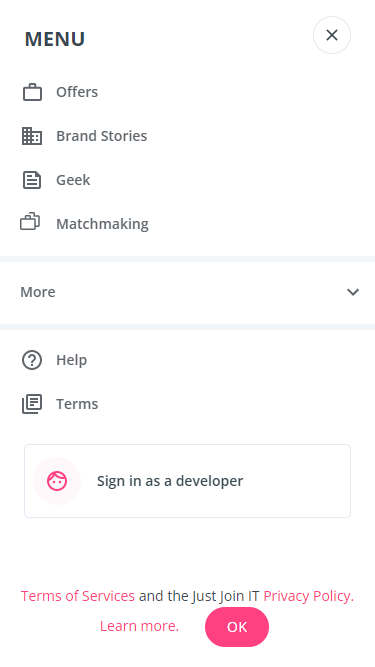 MENU
Offers
Brand Stories
Geek
Matchmaking
More
Help
Terms
Sign in as a developer
Terms of Services and the Just Join IT Privacy Policy.
Learn more. OK